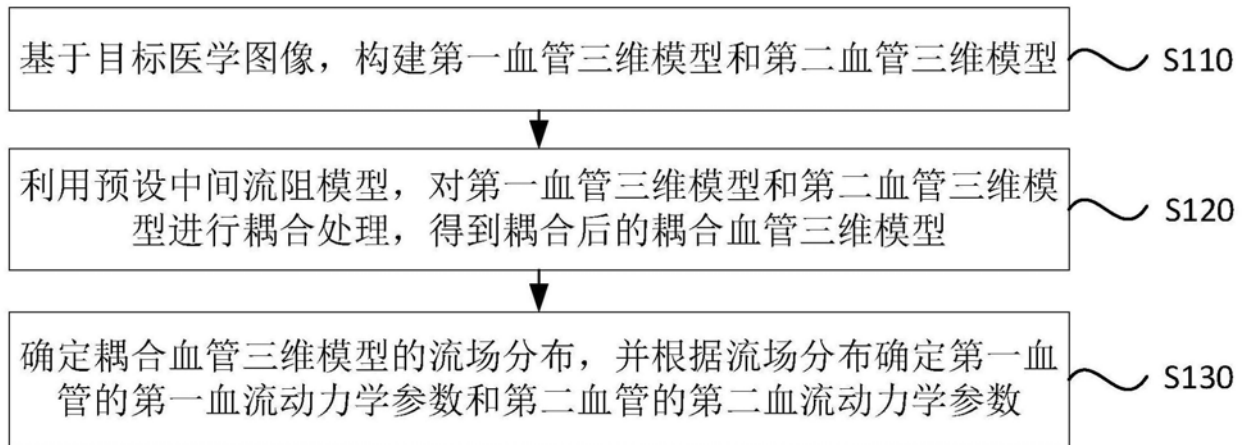 基于目标医学图像，构建第一血管三维模型和第二血管三维模型
S110
利用预设中间流阻模型，对第一血管三维模型和第二血管三维模
型进行耦合处理，得到耦合后的耦合血管三维模型
S120
确定耦合血管三维模型的流场分布，并根据流场分布确定第一血
管的第一血流动力学参数和第二血管的第二血流动力学参数
S130